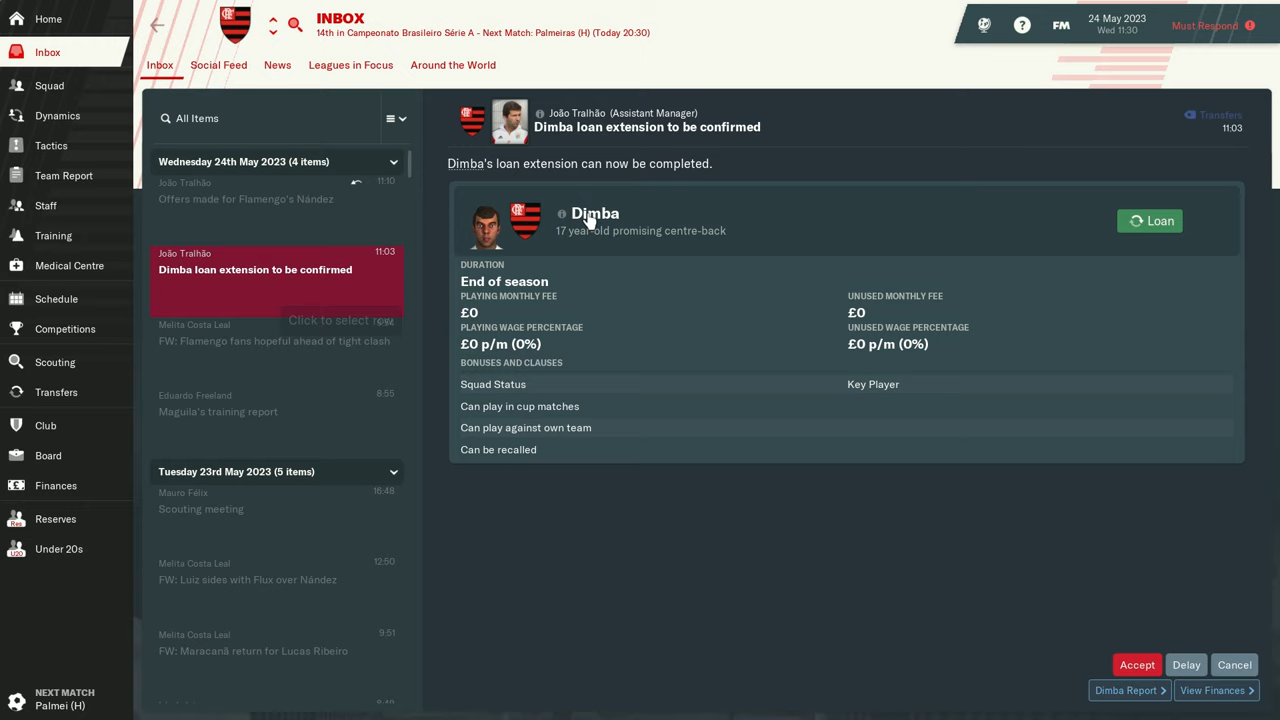 Home
Inbox
Squad
Dynamics
Tactics
Team Report
Staff
Training
Medical Centre
Schedule
Competitions
Scouting
Transfers
Club
Board
Finances
Res
Reserves
U20
Under 20s
NEXT MATCH
Palmei (H)
INBOX
14th in Campeonato Brasileiro Série A - Next Match: Palmeiras (H) (Today 20:30)
?
FM
24 May 2023
Wed 11:30
Must Respond
Inbox
Social Feed
News
Leagues in Focus
Around the World
All Items
Wednesday 24th May 2023 (4 items)
João Tralhão
11:10
Offers made for Flamengo's Nández
João Tralhão
11:03
Dimba loan extension to be confirmed
Click to select row
Melita Costa Leal
FW: Flamengo fans hopeful ahead of tight clash
Eduardo Freeland
8:55
Maguila's training report
Tuesday 23rd May 2023 (5 items)
Mauro Félix
16:48
Scouting meeting
Melita Costa Leal
12:50
FW: Luiz sides with Flux over Nández
Melita Costa Leal
9:51
FW: Maracanã return for Lucas Ribeiro
João Tralhão (Assistant Manager)
Dimba loan extension to be confirmed
Transfers
11:03
Dimba's loan extension can now be completed.
Dimba
17 year-old promising centre-back
Loan
DURATION
End of season
PLAYING MONTHLY FEE
UNUSED MONTHLY FEE
£0
£0
PLAYING WAGE PERCENTAGE
UNUSED WAGE PERCENTAGE
£0 p/m (0%)
£0 p/m (0%)
BONUSES AND CLAUSES
Squad Status
Key Player
Can play in cup matches
Can play against own team
Can be recalled
Accept
Delay
Cancel
Dimba Report
View Finances